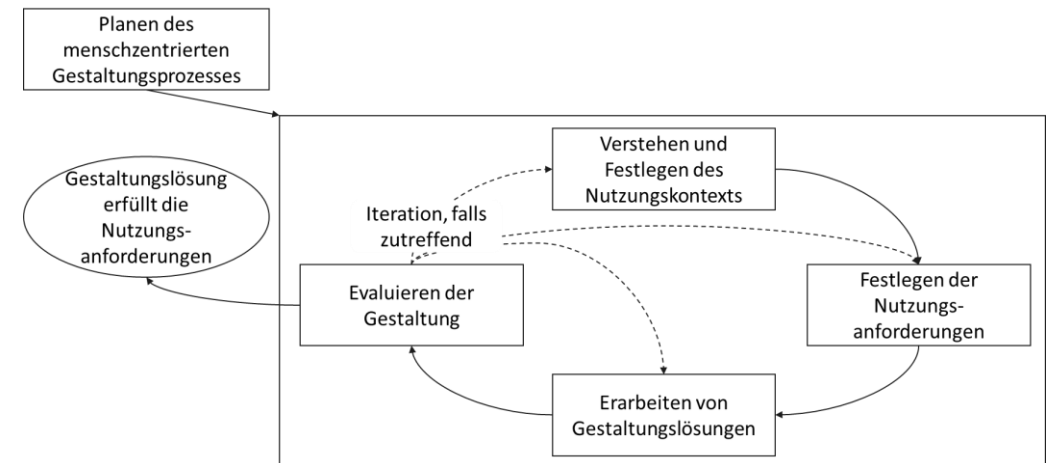 Planen des
menschzentrierten
Gestaltungsprozesses
Verstehen und
Festlegen des
Nutzungskontexts
Gestaltungslösung
erfüllt die
Nutzungs-
anforderungen
Iteration, falls
zutreffend
Evaluieren der
Gestaltung
Festlegen der
Nutzungs-
anforderungen
Erarbeiten von
Gestaltungslösungen